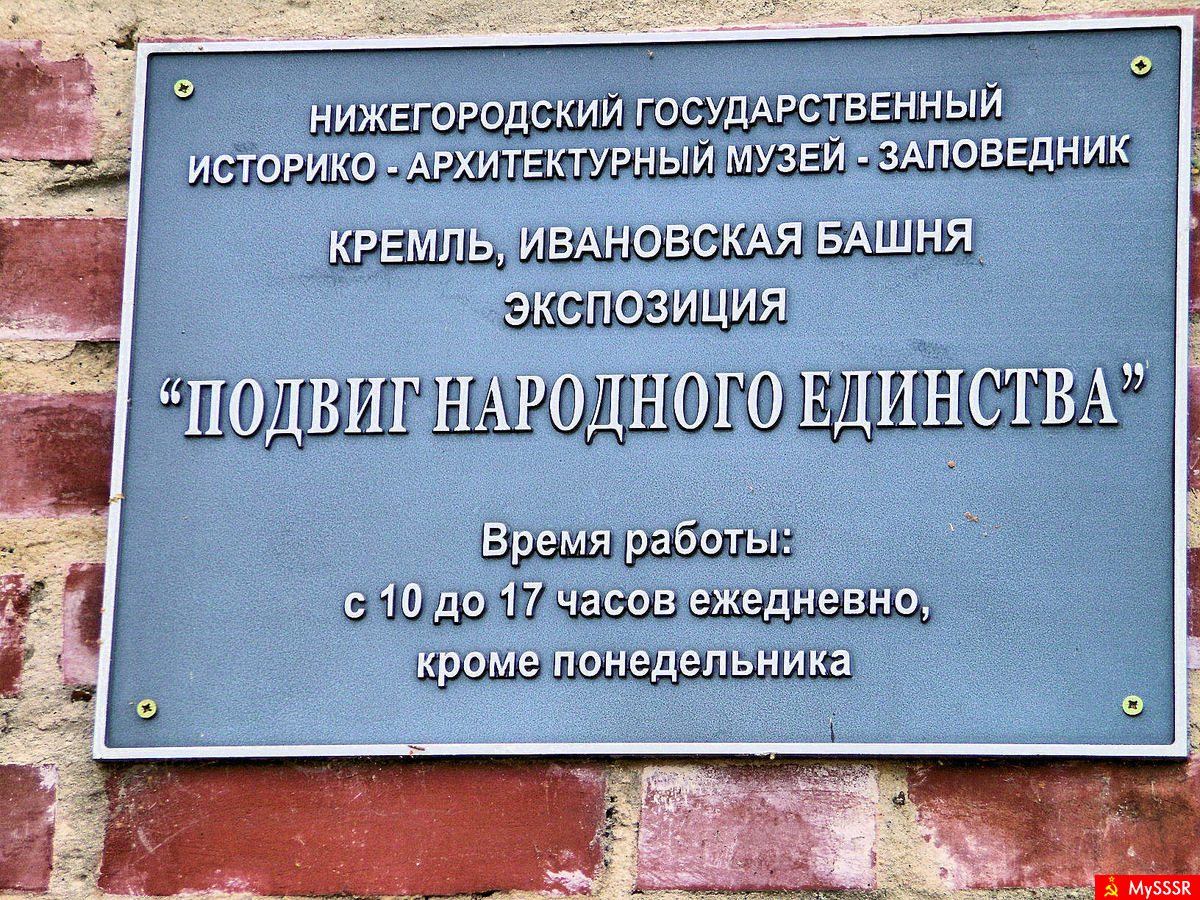 НИЖЕГОРОДСКИЙ ГОСУДАРСТВЕННЫЙ
ИСТОРИКО - АРХИТЕКТУРНЫЙ МУЗЕЙ - ЗАПОВЕДНИК
КРЕМЛЬ, ИВАНОВСКАЯ БАШНЯ
ЭКСПОЗИЦИЯ
“ПОДВИГ НАРОДНОГО ЕДИНСТВА”
Время работы:
с 10 до 17 часов ежедневно,
кроме понедельника
MySSSR